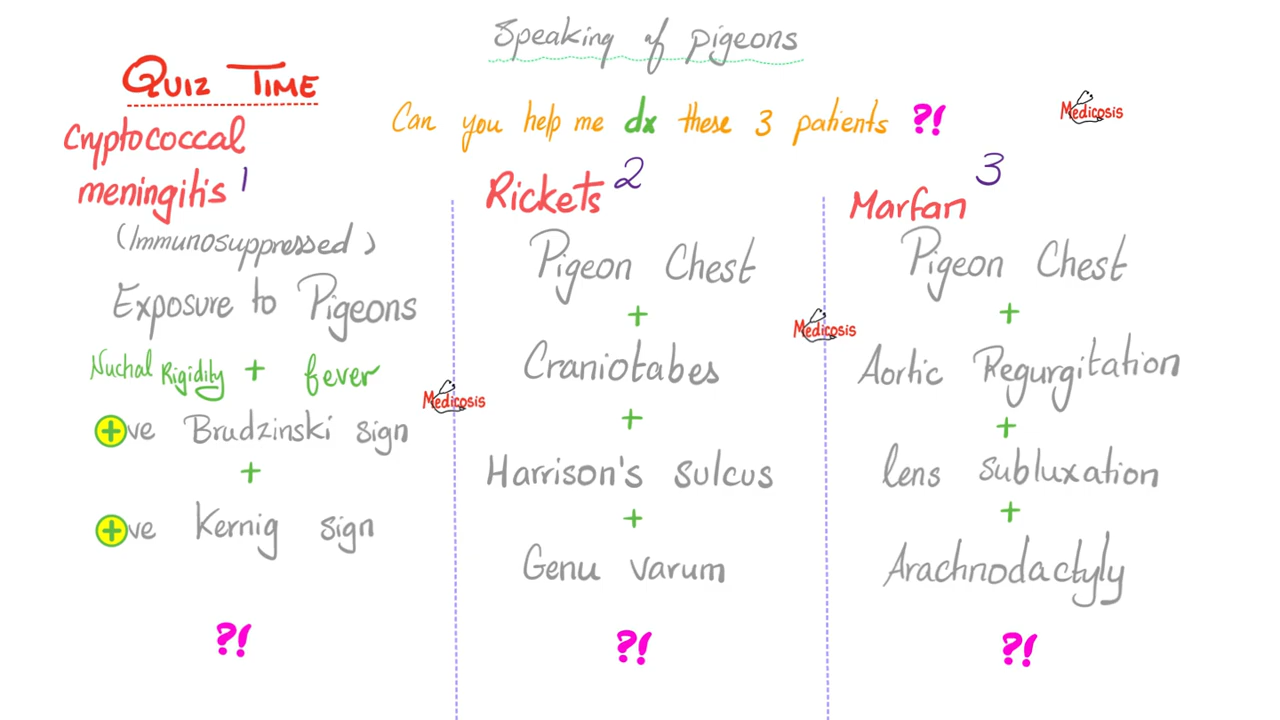 Speaking of pigeons
QUIZ TIME
Can you help me dx these 3 patients ?!
Medicosis
Cryptococcal
meningitis 1
(Immunosuppressed)
Exposure to Pigeons
Nuchal Rigidity + fever
+ve Brudzinski sign
+
+ve Kernig sign
?!
Medicosis
Rickets 2
Pigeon Chest
+
Craniotabes
+
Harrison's sulcus
+
Genu varum
?!
Medicosis
Marfan 3
Pigeon Chest
+
Aortic Regurgitation
+
lens subluxation
+
Arachnodactyly
?!